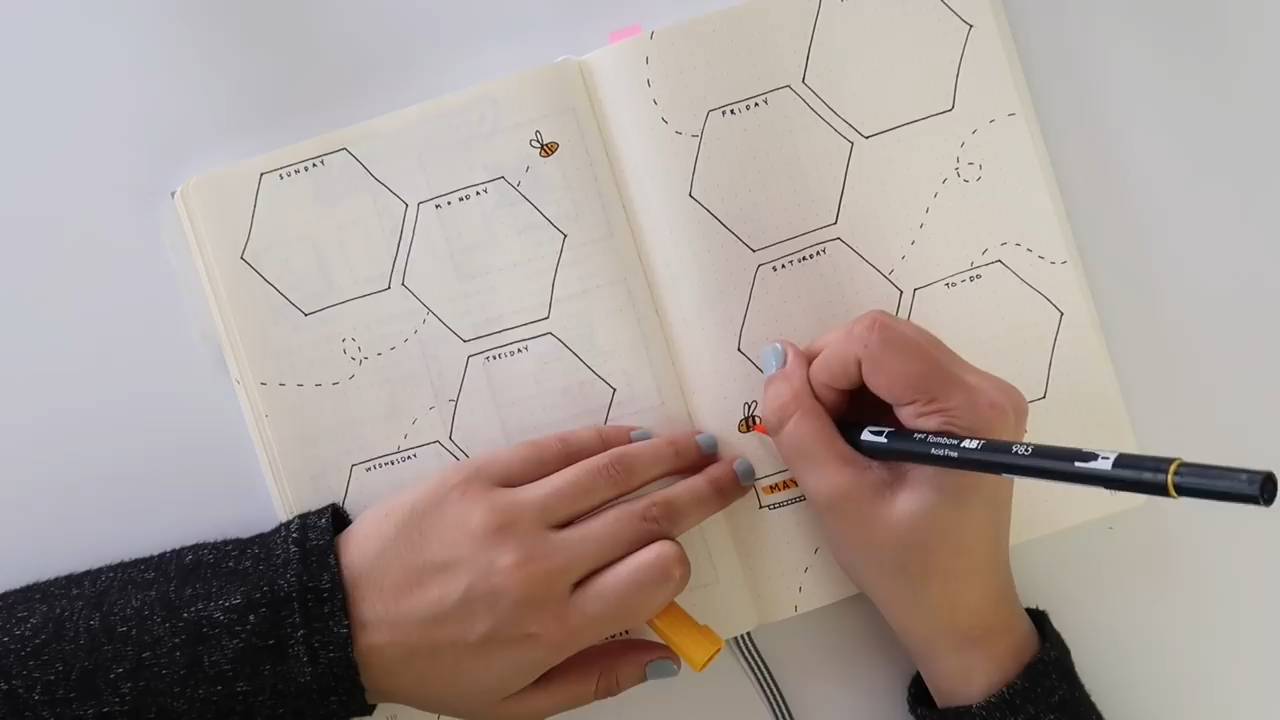 SUNDAY
MONDAY
TUESDAY
WEDNESDAY
FRIDAY
SATURDAY
TO-DO
MAY
Tombow ABT 985
Acid Free